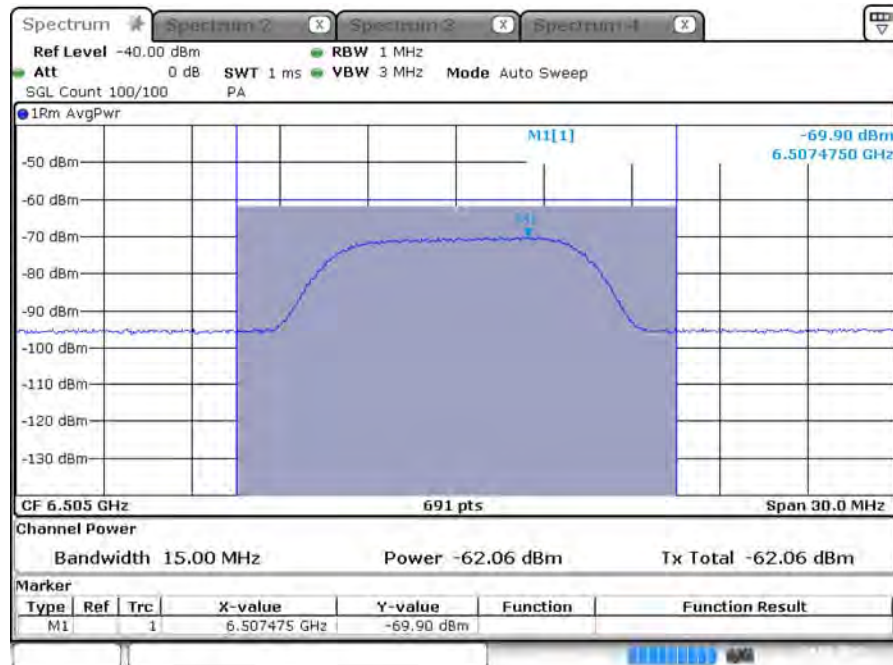 Spectrum Spectrum 2 X Spectrum 3 X Spectrum 4 X
Ref Level -40.00 dBm RBW 1 MHz
Att 0 dB SWT 1 ms VBW 3 MHz Mode Auto Sweep
SGL Count 100/100 PA
1Rm AvgPwr
M1[1] -69.90 dBm
6.5074750 GHz
-50 dBm
-60 dBm
M1
-70 dBm
-80 dBm
-90 dBm
-100 dBm
-110 dBm
-120 dBm
-130 dBm
CF 6.505 GHz 691 pts Span 30.0 MHz
Channel Power
Bandwidth 15.00 MHz Power -62.06 dBm Tx Total -62.06 dBm
Marker
Type Ref Trc X-value Y-value Function Function Result
M1 1 6.507475 GHz -69.90 dBm